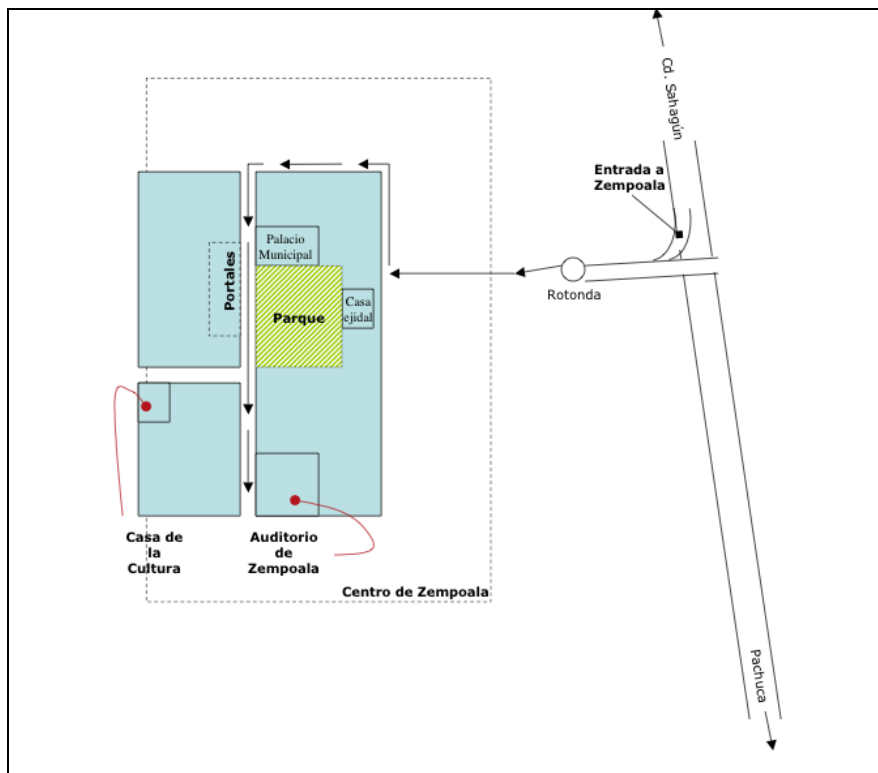 Cd. Sahagún
Entrada a
Zempoala
Palacio
Municipal
Portales
Casa
ejidal
Parque
Rotonda
Casa de
la
Cultura
Auditorio
de
Zempoala
Centro de Zempoala
Pachuca